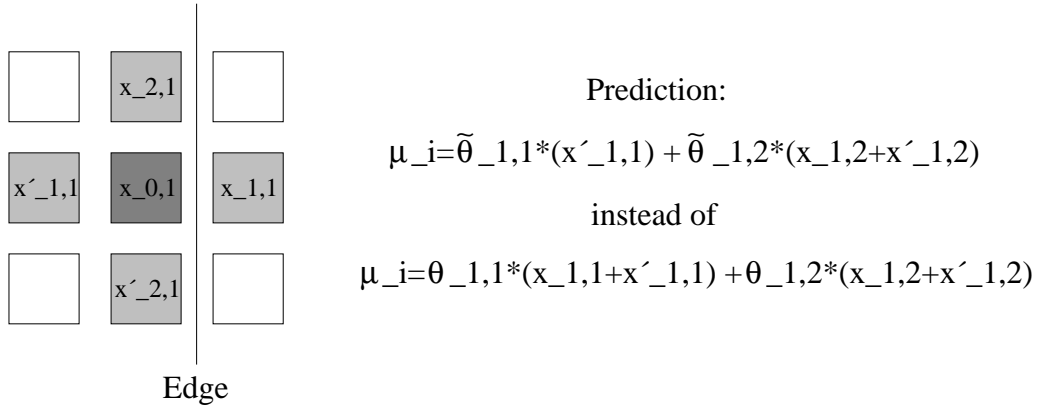 x_2,1
x´_1,1 x_0,1 x_1,1
x´_2,1
Edge
Prediction:
μ_i=θ̃_1,1*(x´_1,1) + θ̃_1,2*(x_1,2+x´_1,2)
instead of
μ_i=θ_1,1*(x_1,1+x´_1,1) +θ_1,2*(x_1,2+x´_1,2)